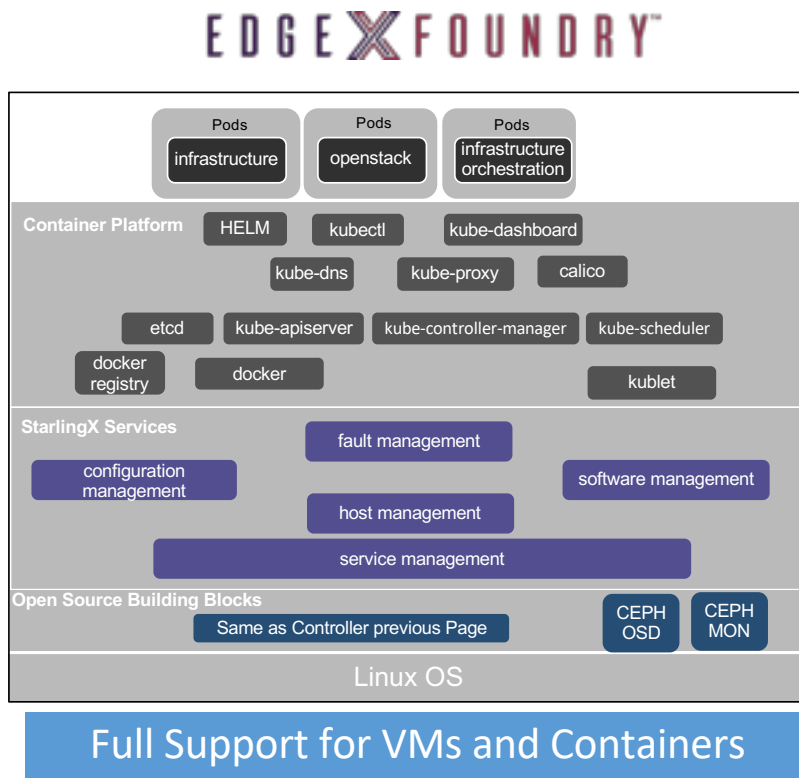 EDGE X FOUNDRY™
Pods
Pods
Pods
infrastructure
openstack
infrastructure
orchestration
Container Platform
HELM
kubectl
kube-dashboard
kube-dns
kube-proxy
calico
etcd
kube-apiserver
kube-controller-manager
kube-scheduler
docker
registry
docker
kublet
StarlingX Services
fault management
configuration
management
software management
host management
service management
Open Source Building Blocks
Same as Controller previous Page
CEPH
OSD
CEPH
MON
Linux OS
Full Support for VMs and Containers